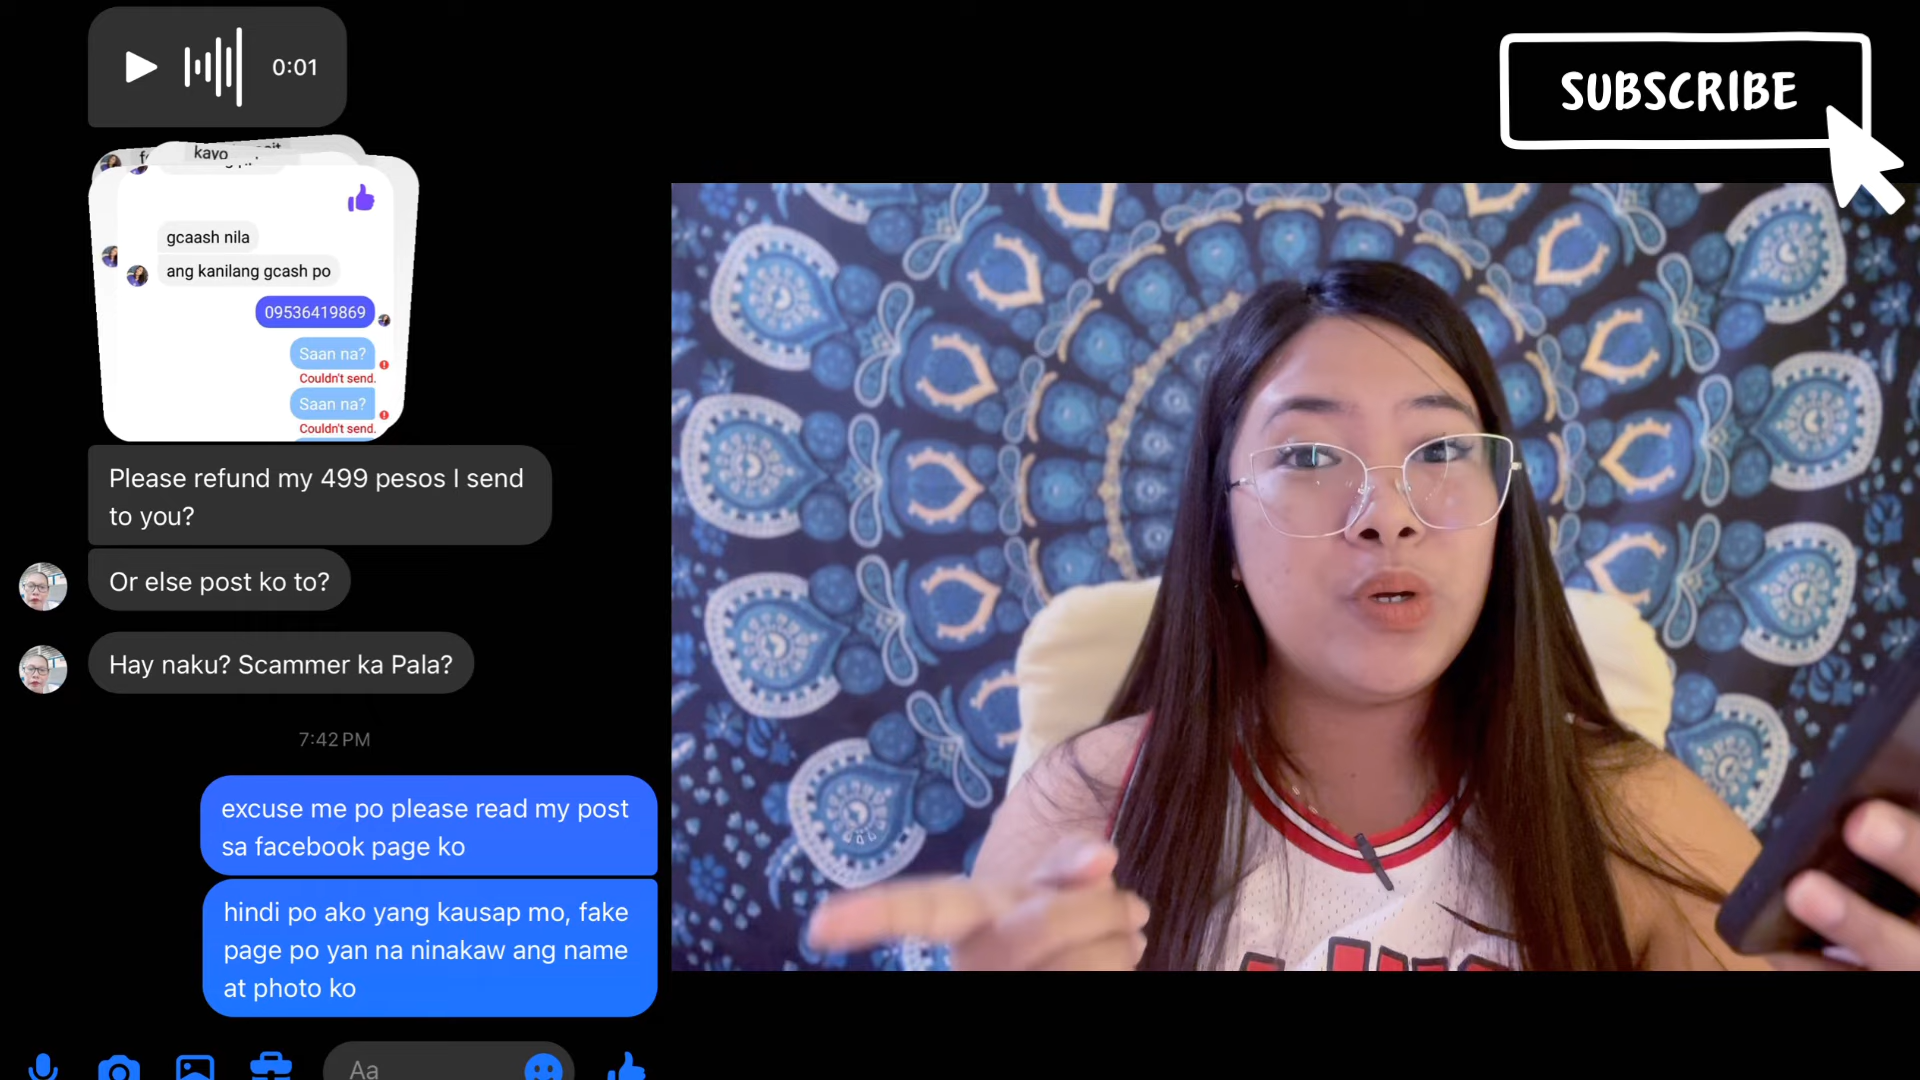 0:01
SUBSCRIBE
kayo
gcaash nila
ang kanilang gcash po
09536419869
Saan na?
Couldn't send.
Saan na?
Couldn't send.
Please refund my 499 pesos I send
to you?
Or else post ko to?
Hay naku? Scammer ka Pala?
7:42 PM
excuse me po please read my post
sa facebook page ko
hindi po ako yang kausap mo, fake
page po yan na ninakaw ang name
at photo ko
Aa